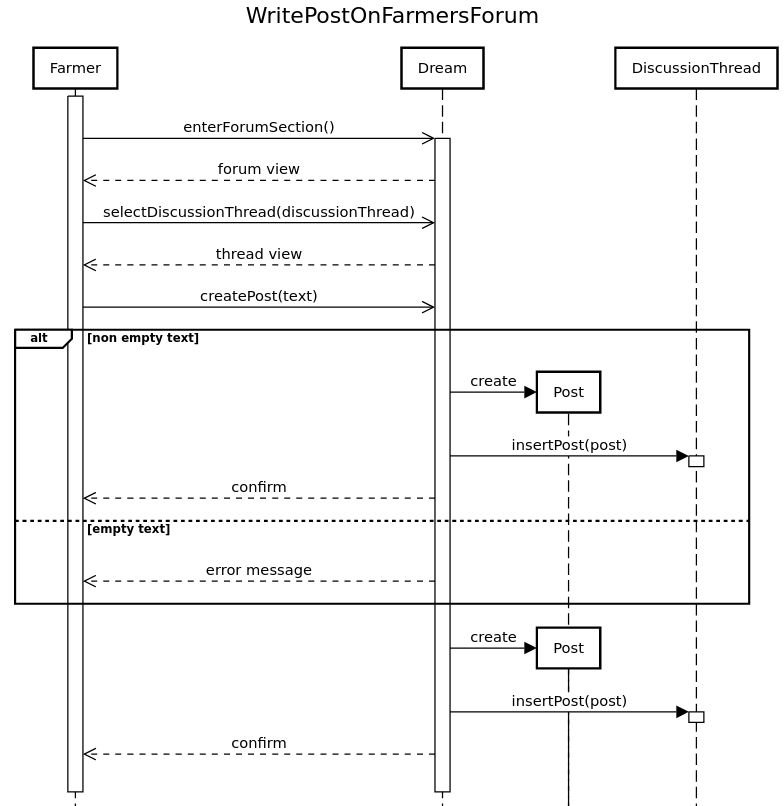 WritePostOnFarmersForum
Farmer
Dream
DiscussionThread
enterForumSection()
forum view
selectDiscussionThread(discussionThread)
thread view
createPost(text)
alt
[non empty text]
create
Post
insertPost(post)
confirm
[empty text]
error message
create
Post
insertPost(post)
confirm